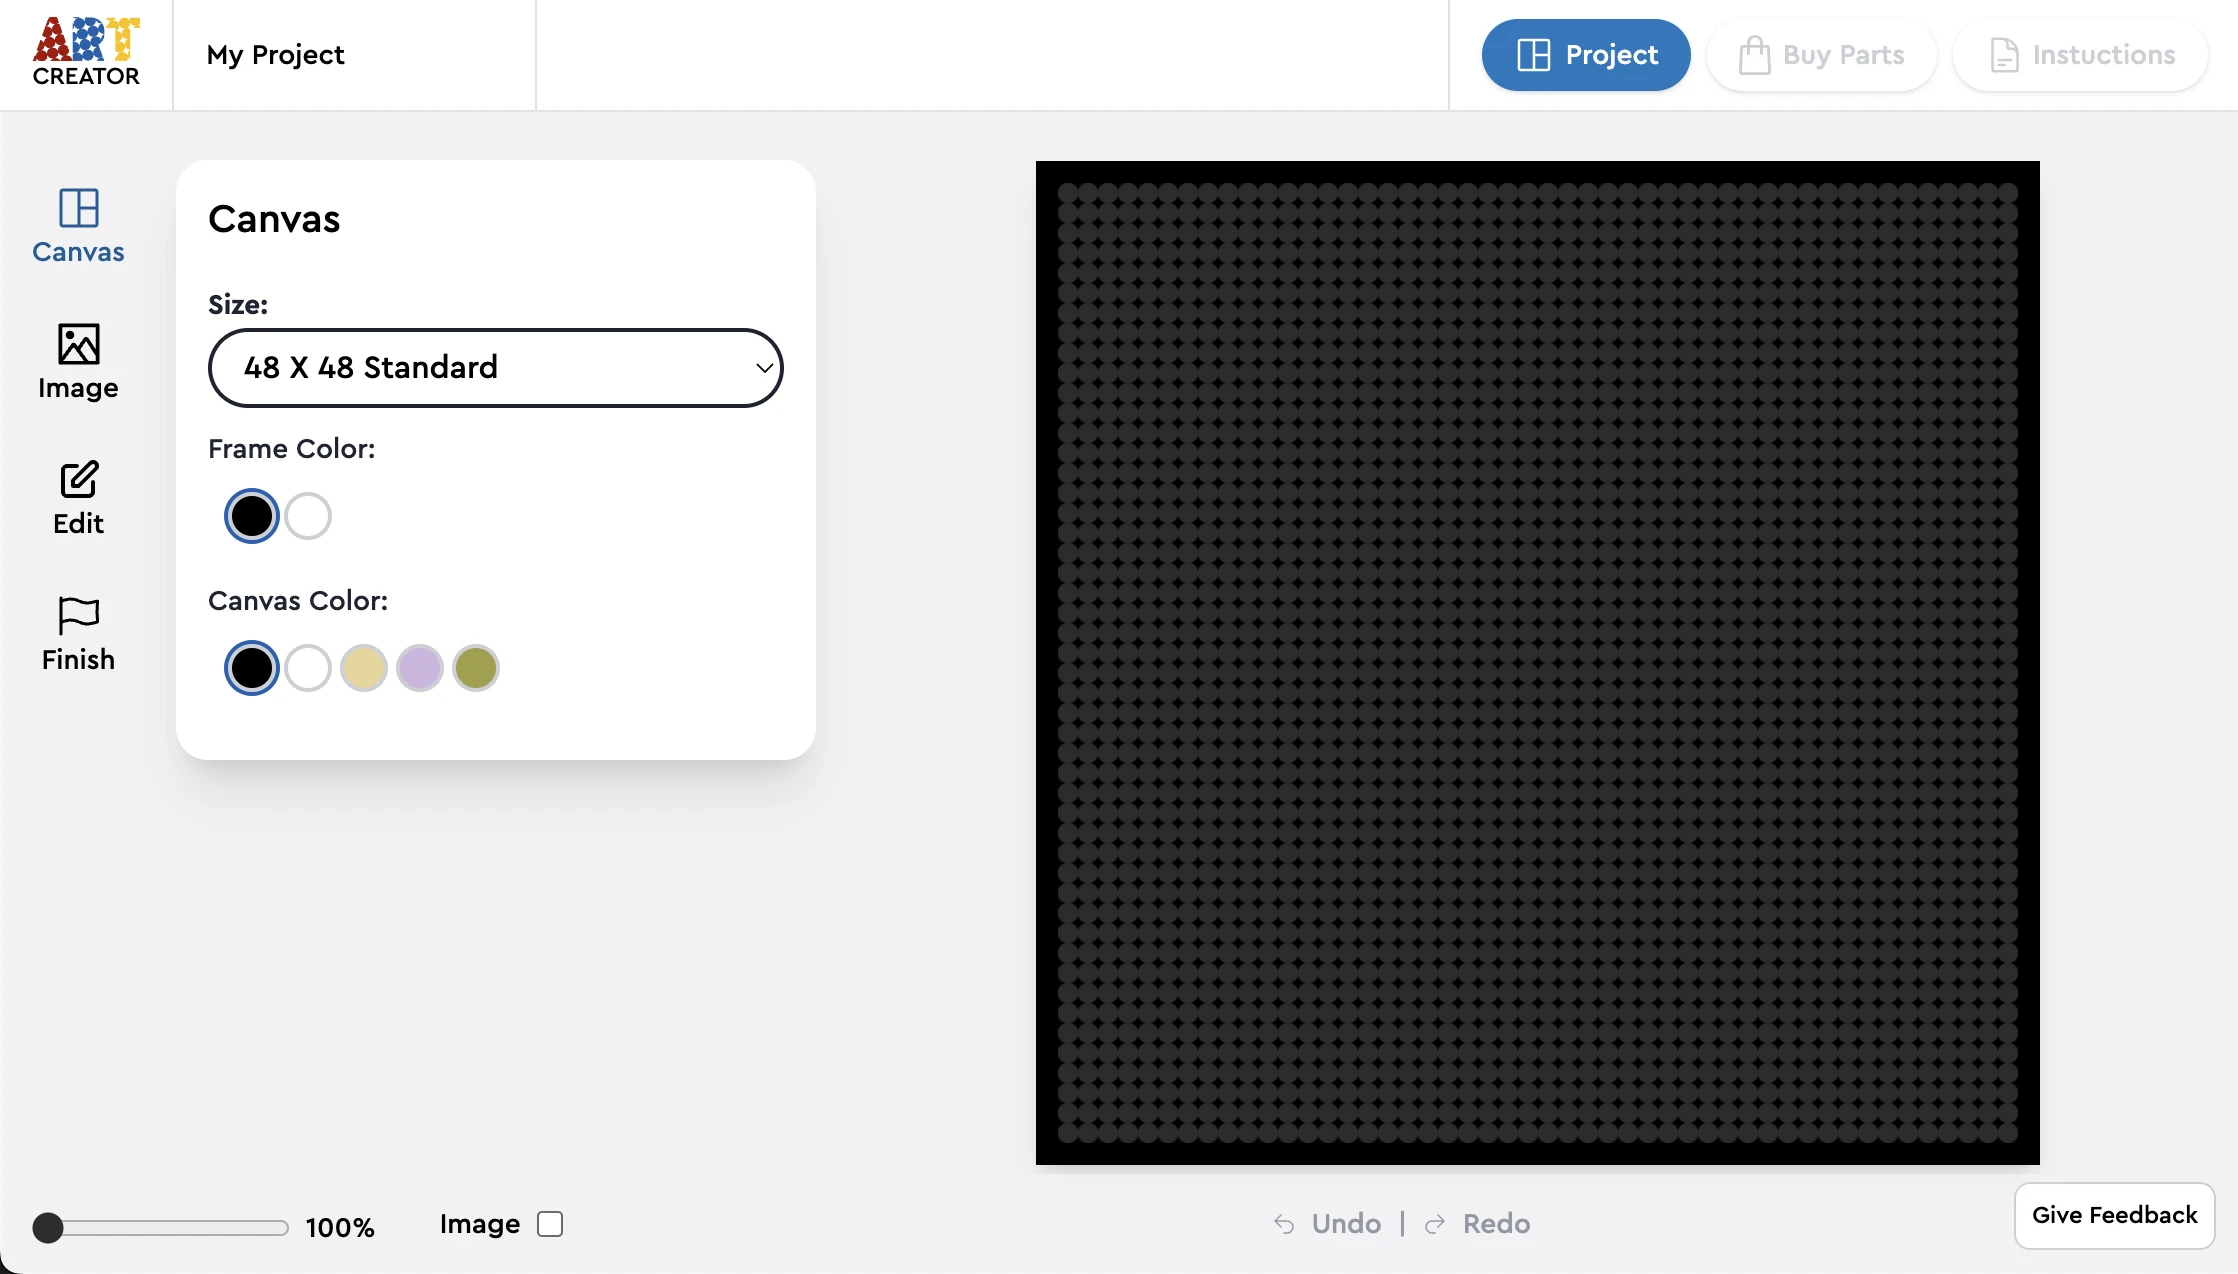 ART
CREATOR
My Project
Project
Buy Parts
Instuctions
Canvas
Image
Edit
Finish
Canvas
Size:
48 X 48 Standard
Frame Color:
Canvas Color:
100%
Image
Undo | Redo
Give Feedback